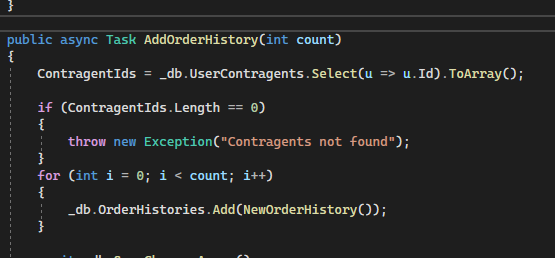 }
public async Task AddOrderHistory(int count)
{
ContragentIds = _db.UserContragents.Select(u => u.Id).ToArray();
if (ContragentIds.Length == 0)
{
throw new Exception("Contragents not found");
}
for (int i = 0; i < count; i++)
{
_db.OrderHistories.Add(NewOrderHistory());
}